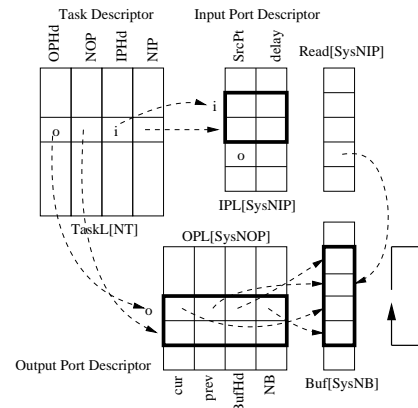 Task Descriptor
Input Port Descriptor
OPHd
NOP
IPHd
NIP
SrcPt
delay
Read[SysNIP]
i
o
i
o
IPL[SysNIP]
TaskL[NT]
OPL[SysNOP]
o
Output Port Descriptor
cur
prev
BufHd
NB
Buf[SysNB]